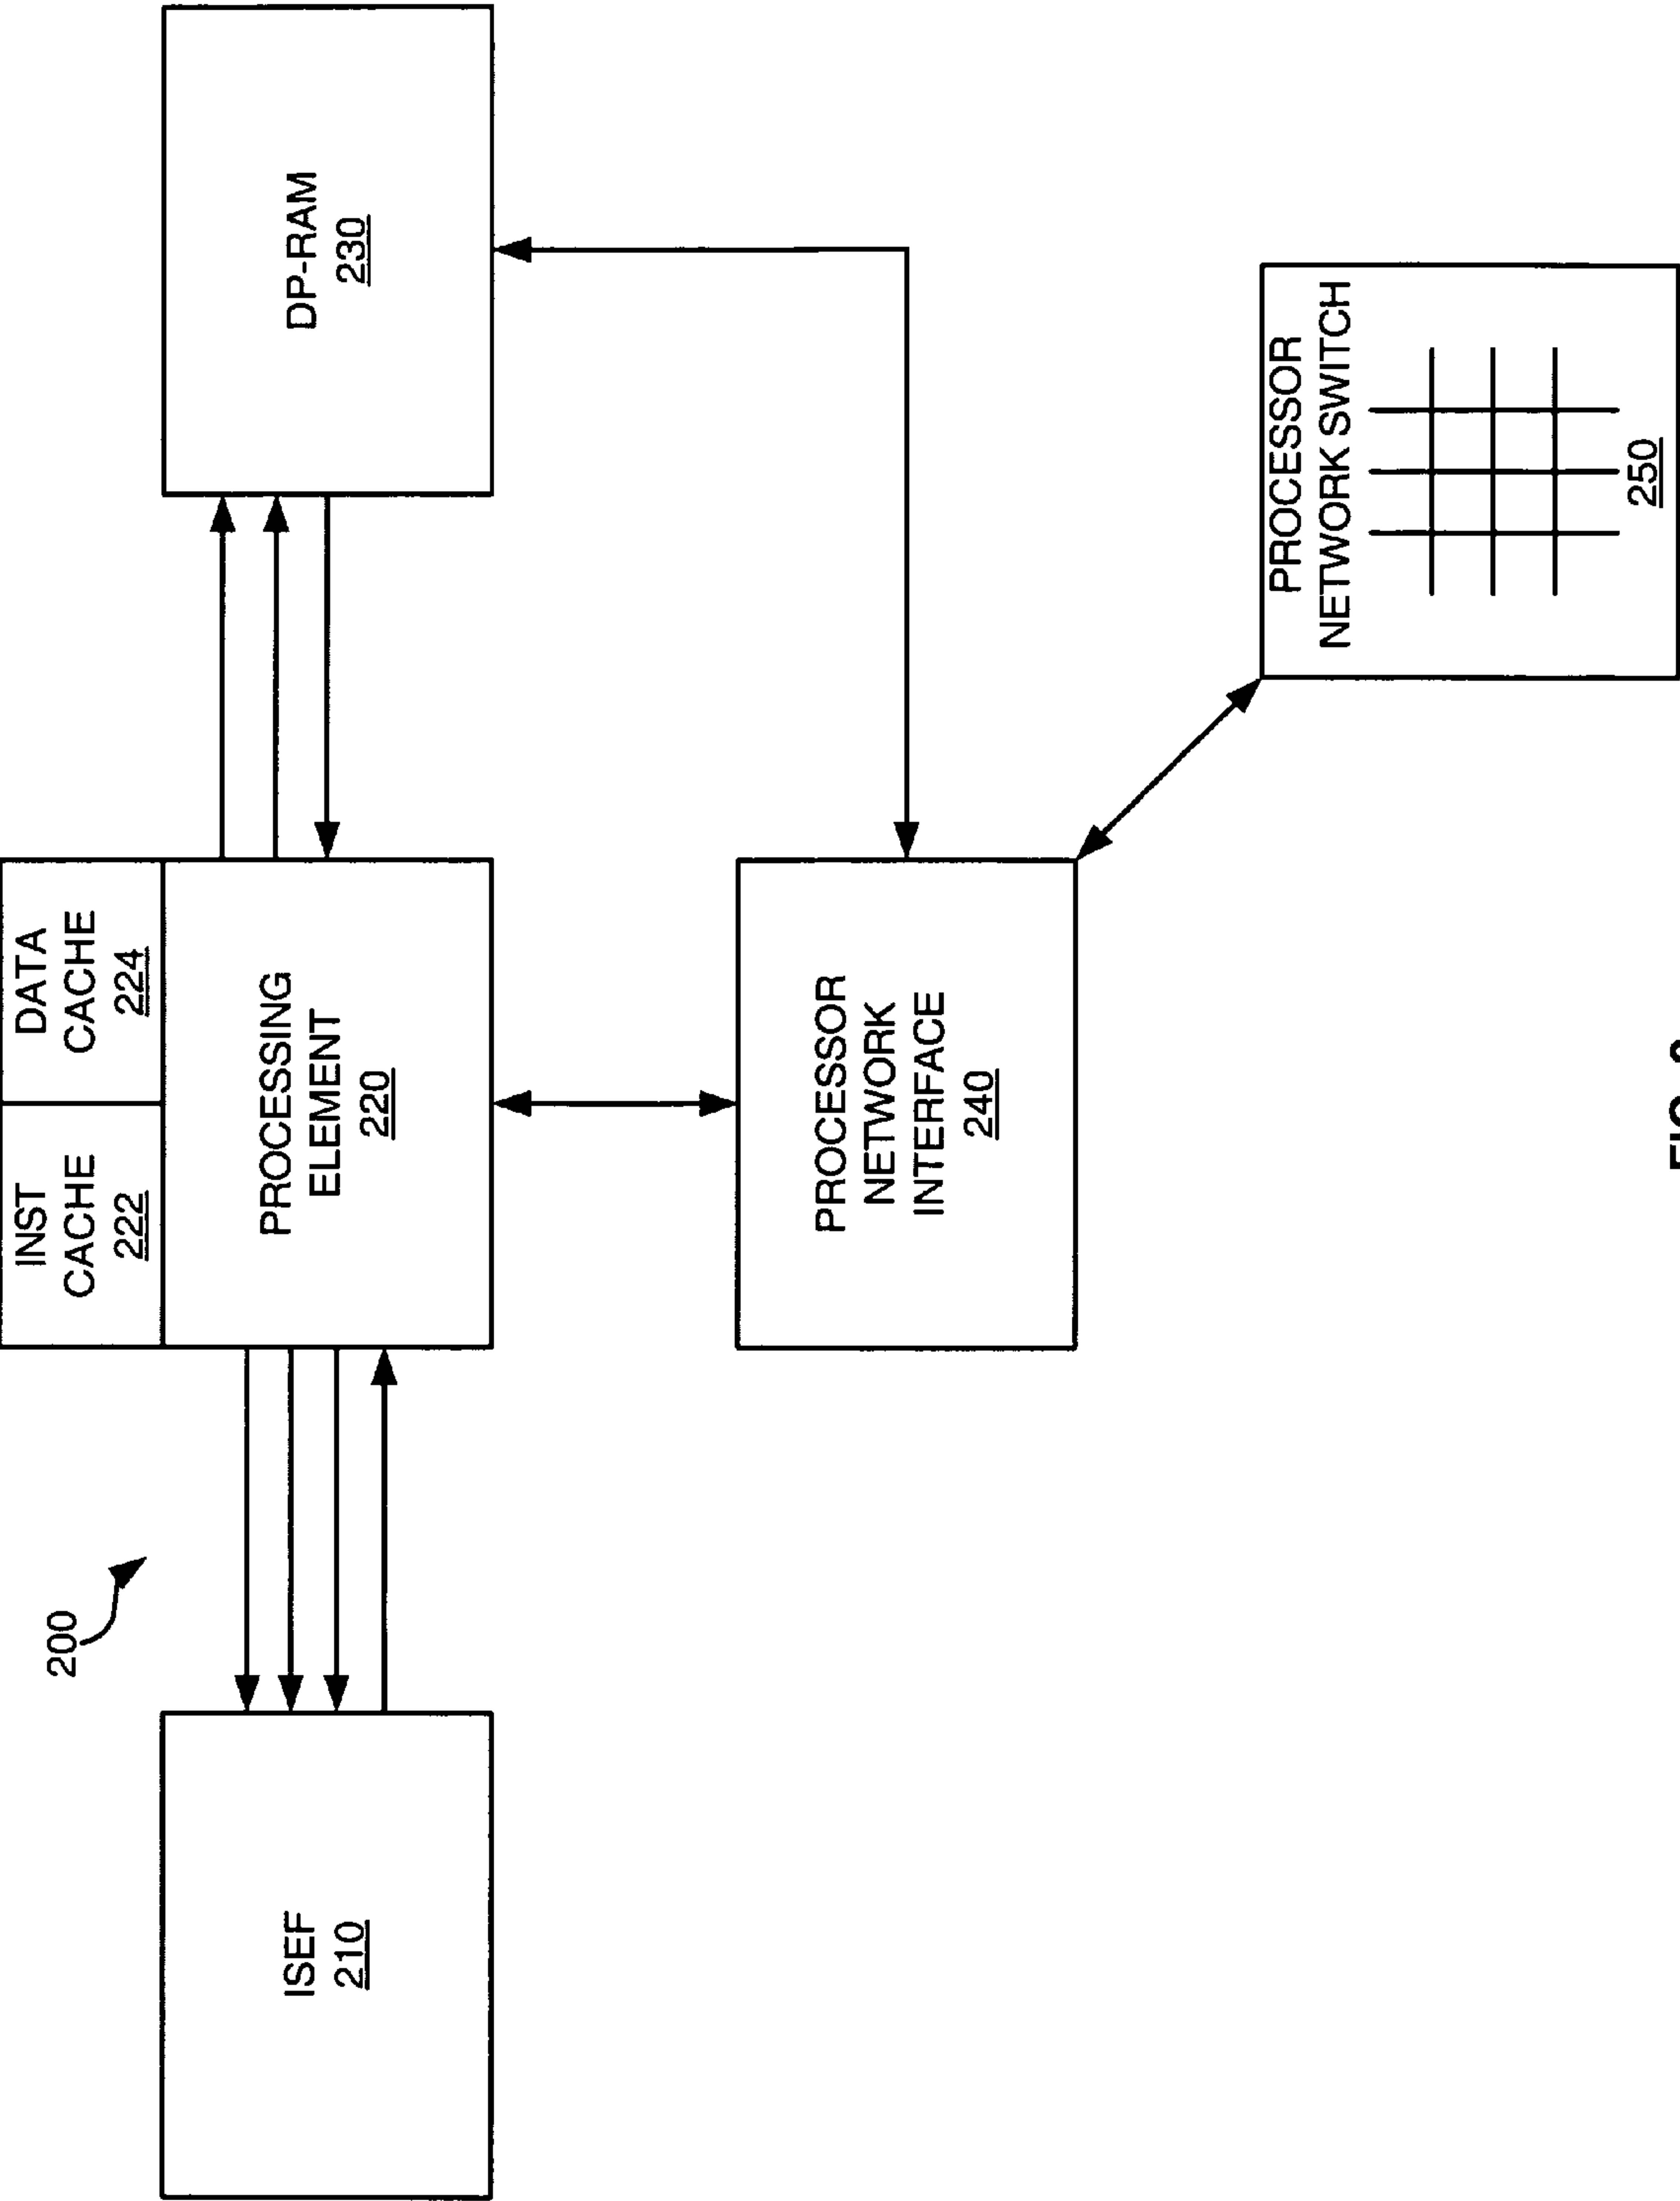 INST
CACHE
222
DATA
CACHE
224
200
ISEF
210
PROCESSING
ELEMENT
220
DP-RAM
230
PROCESSOR
NETWORK
INTERFACE
240
PROCESSOR
NETWORK SWITCH
250
FIG.